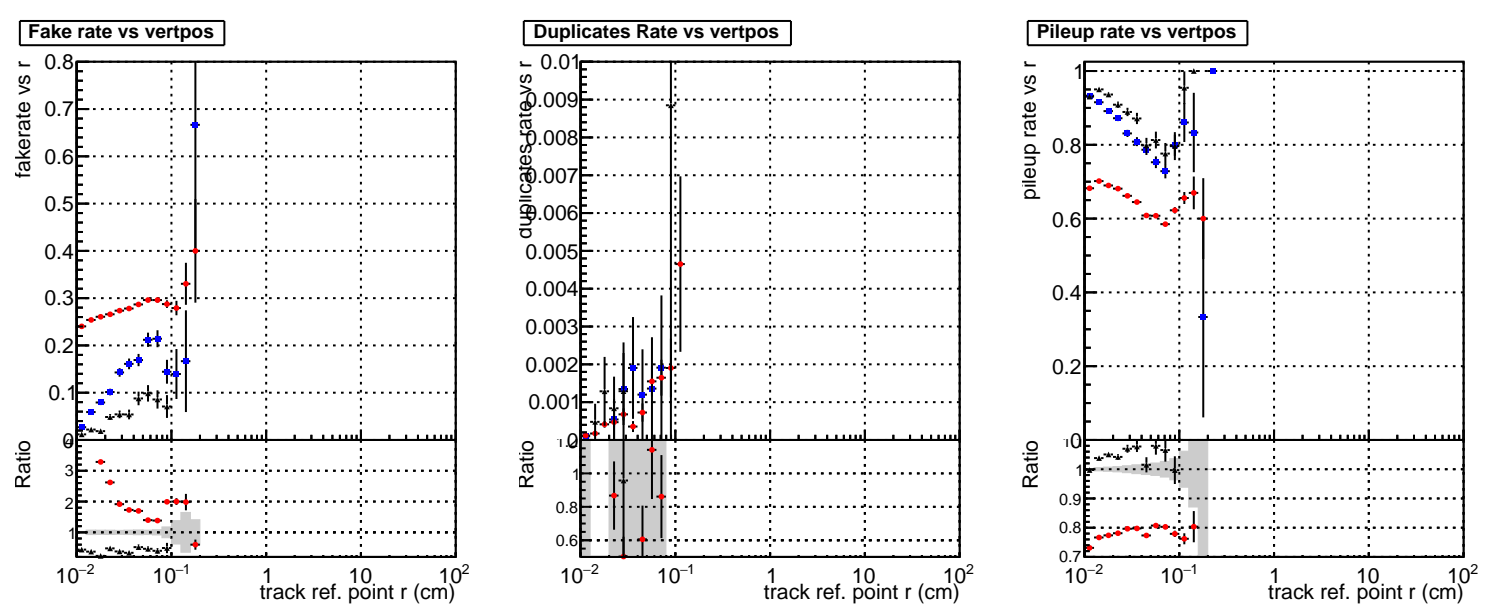 Fake rate vs vertpos
fakerate vs r
0.8
0.7
0.6
0.5
0.4
0.3
0.2
0.1
0
Ratio
3
2
1
10⁻² 10⁻¹ 1 10 10²
track ref. point r (cm)
Duplicates Rate vs vertpos
duplicates rate vs r
0.01
0.009
0.008
0.007
0.006
0.005
0.004
0.003
0.002
0.001
0
Ratio
1
0.8
0.6
10⁻² 10⁻¹ 1 10 10²
track ref. point r (cm)
Pileup rate vs vertpos
pileup rate vs r
1
0.8
0.6
0.4
0.2
Ratio
1
0.9
0.8
0.7
10⁻² 10⁻¹ 1 10 10²
track ref. point r (cm)